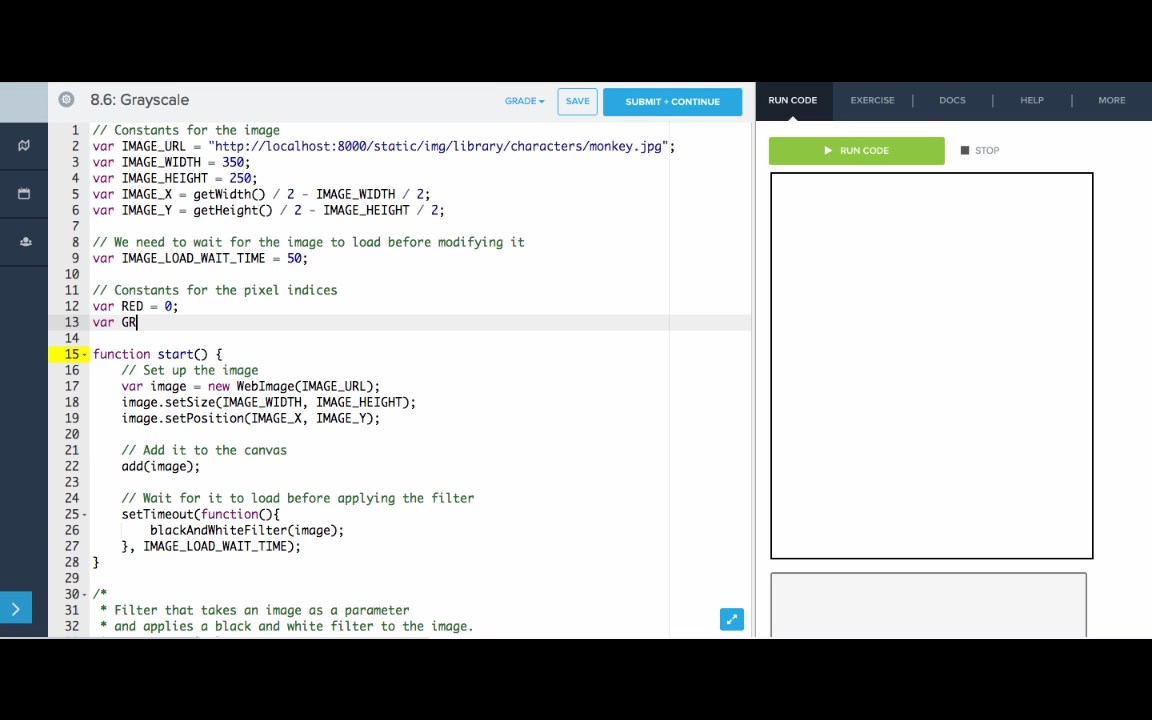 8.6: Grayscale
GRADE
SAVE
SUBMIT + CONTINUE
RUN CODE
EXERCISE
DOCS
HELP
MORE
RUN CODE
STOP
1 // Constants for the image
2 var IMAGE_URL = "http://localhost:8000/static/img/library/characters/monkey.jpg";
3 var IMAGE_WIDTH = 350;
4 var IMAGE_HEIGHT = 250;
5 var IMAGE_X = getWidth() / 2 - IMAGE_WIDTH / 2;
6 var IMAGE_Y = getHeight() / 2 - IMAGE_HEIGHT / 2;
7
8 // We need to wait for the image to load before modifying it
9 var IMAGE_LOAD_WAIT_TIME = 50;
10
11 // Constants for the pixel indices
12 var RED = 0;
13 var GR
14
15 function start() {
16 // Set up the image
17 var image = new WebImage(IMAGE_URL);
18 image.setSize(IMAGE_WIDTH, IMAGE_HEIGHT);
19 image.setPosition(IMAGE_X, IMAGE_Y);
20
21 // Add it to the canvas
22 add(image);
23
24 // Wait for it to load before applying the filter
25 setTimeout(function(){
26 blackAndWhiteFilter(image);
27 }, IMAGE_LOAD_WAIT_TIME);
28 }
29
30 /*
31 * Filter that takes an image as a parameter
32 * and applies a black and white filter to the image.